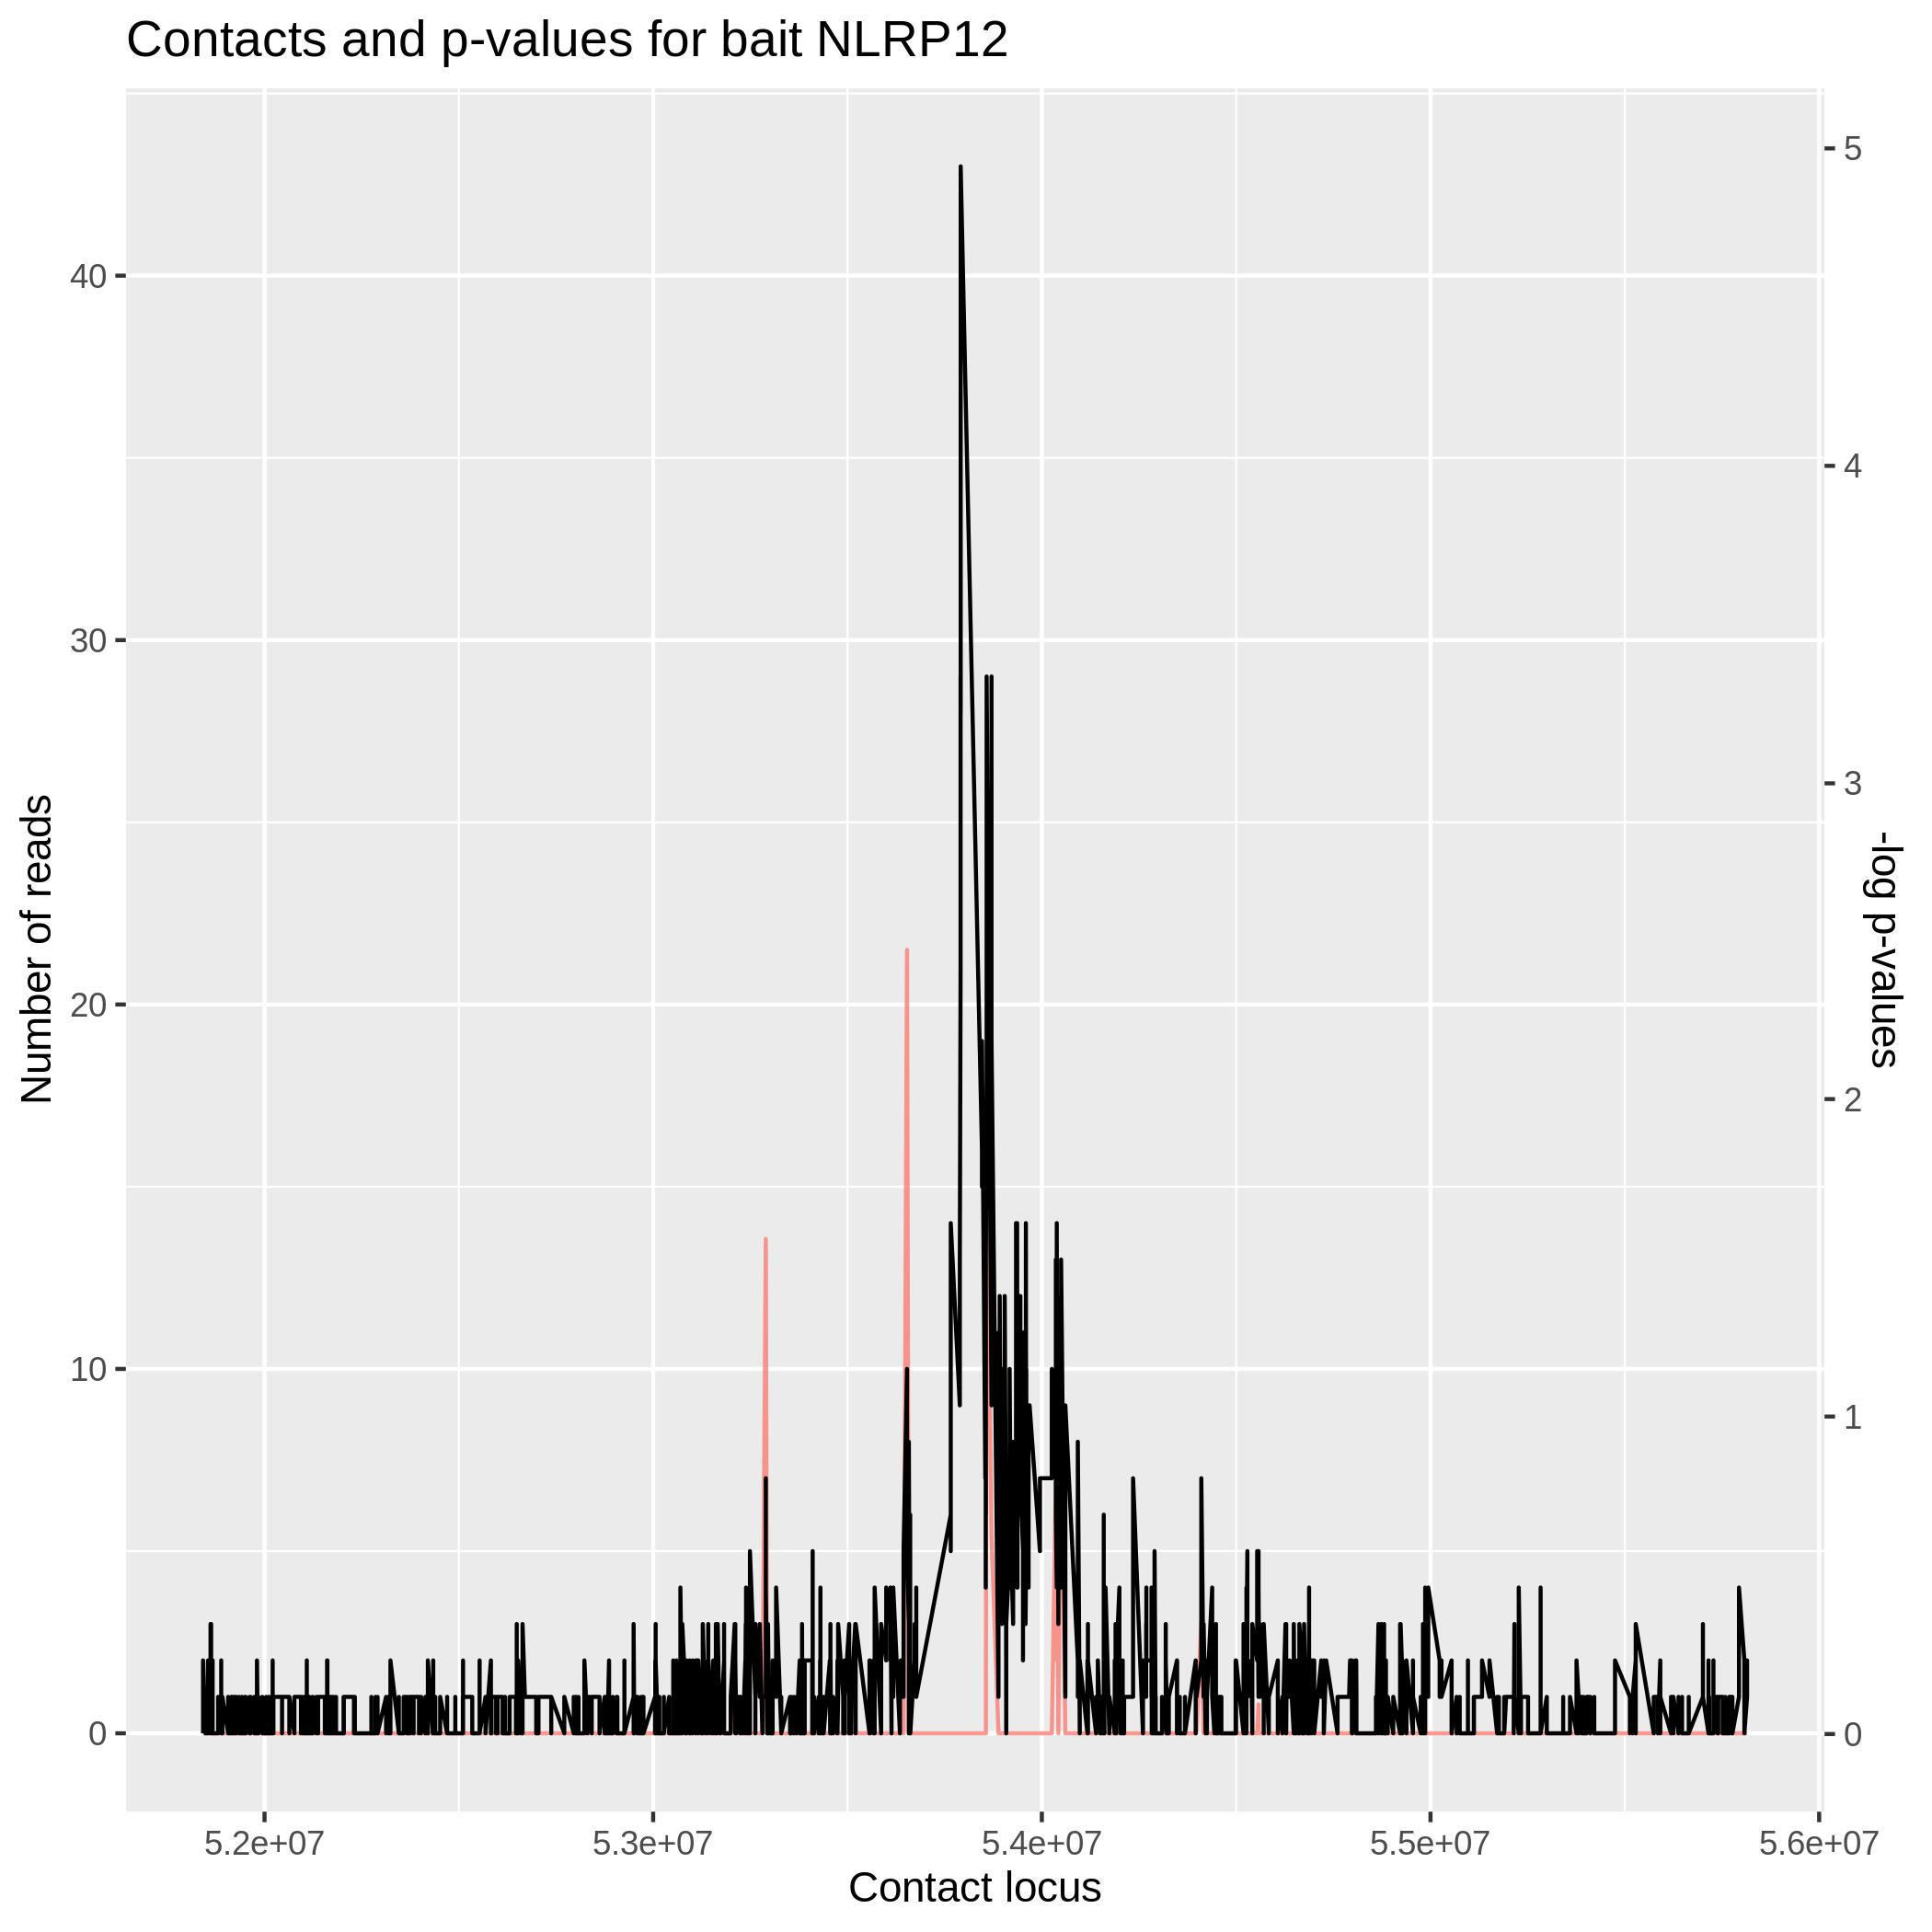 Contacts and p-values for bait NLRP12
Number of reads
40
30
20
10
0
5
4
3
2
1
0
-log p-values
5.2e+07
5.3e+07
5.4e+07
5.5e+07
5.6e+07
Contact locus